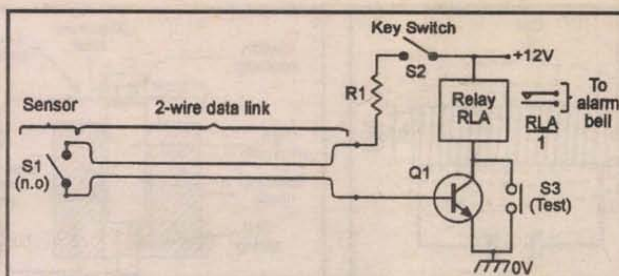 Key Switch
S2
+12V
R1
Sensor
2-wire data link
Relay
RLA
RLA
1
To
alarm
bell
S1
(n.o)
Q1
S3
(Test)
0V